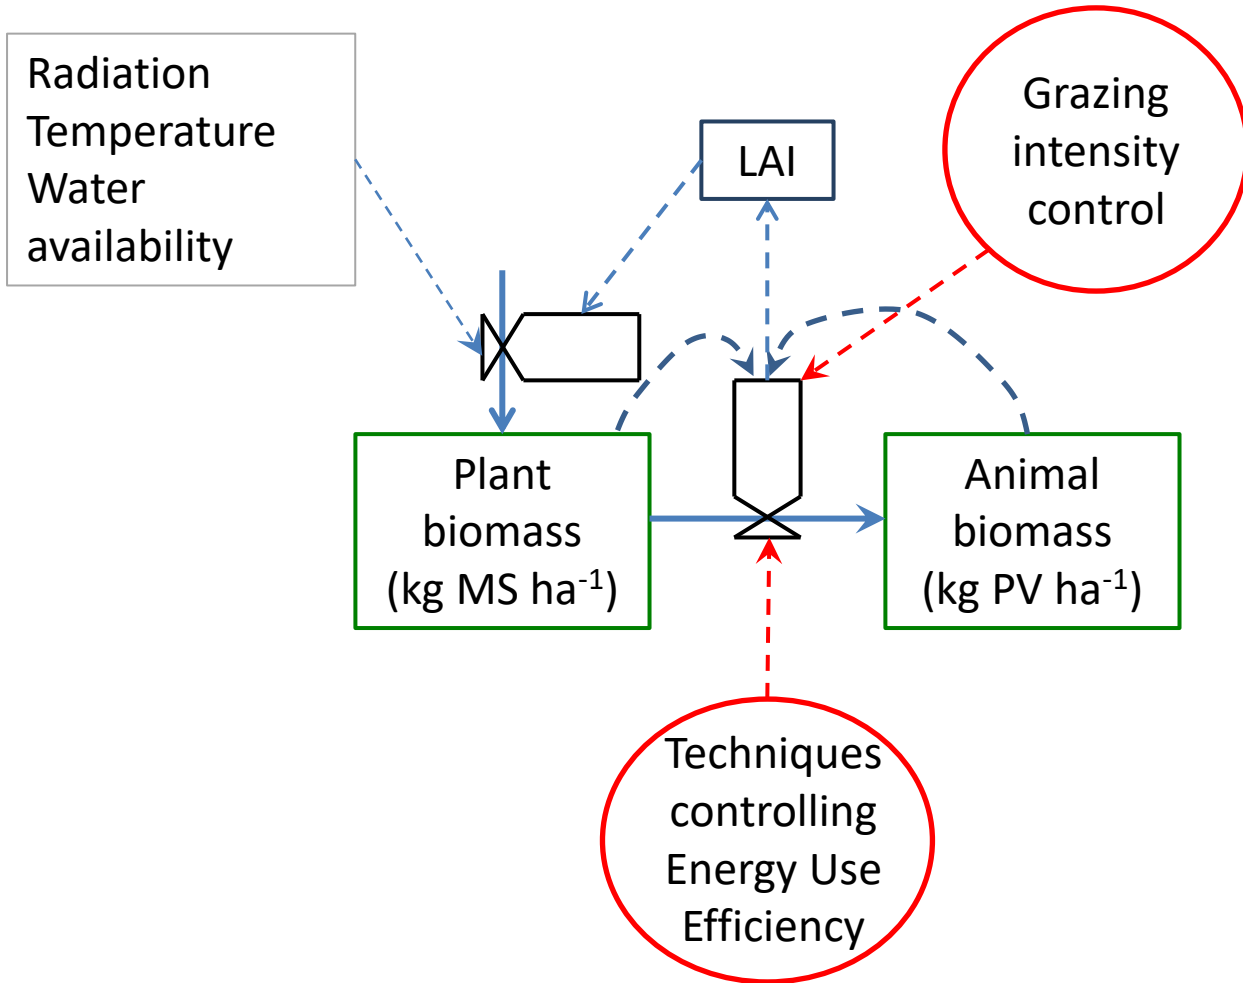 Radiation
Temperature
Water
availability
LAI
Grazing
intensity
control
Plant
biomass
(kg MS ha⁻¹)
Animal
biomass
(kg PV ha⁻¹)
Techniques
controlling
Energy Use
Efficiency